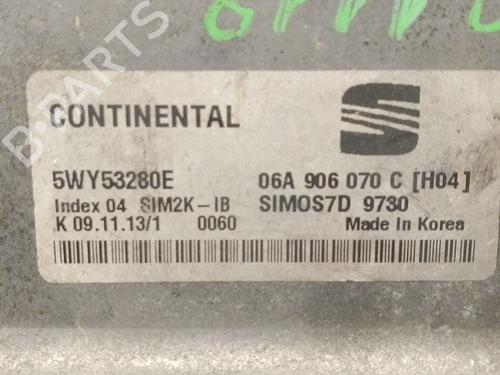 CONTINENTAL
5WY53280E 06A 906 070 C [H04]
Index 04 SIM2K-IB SIMOS7D 9730
K 09.11.13/1 0060 Made in Korea
B-PARTS